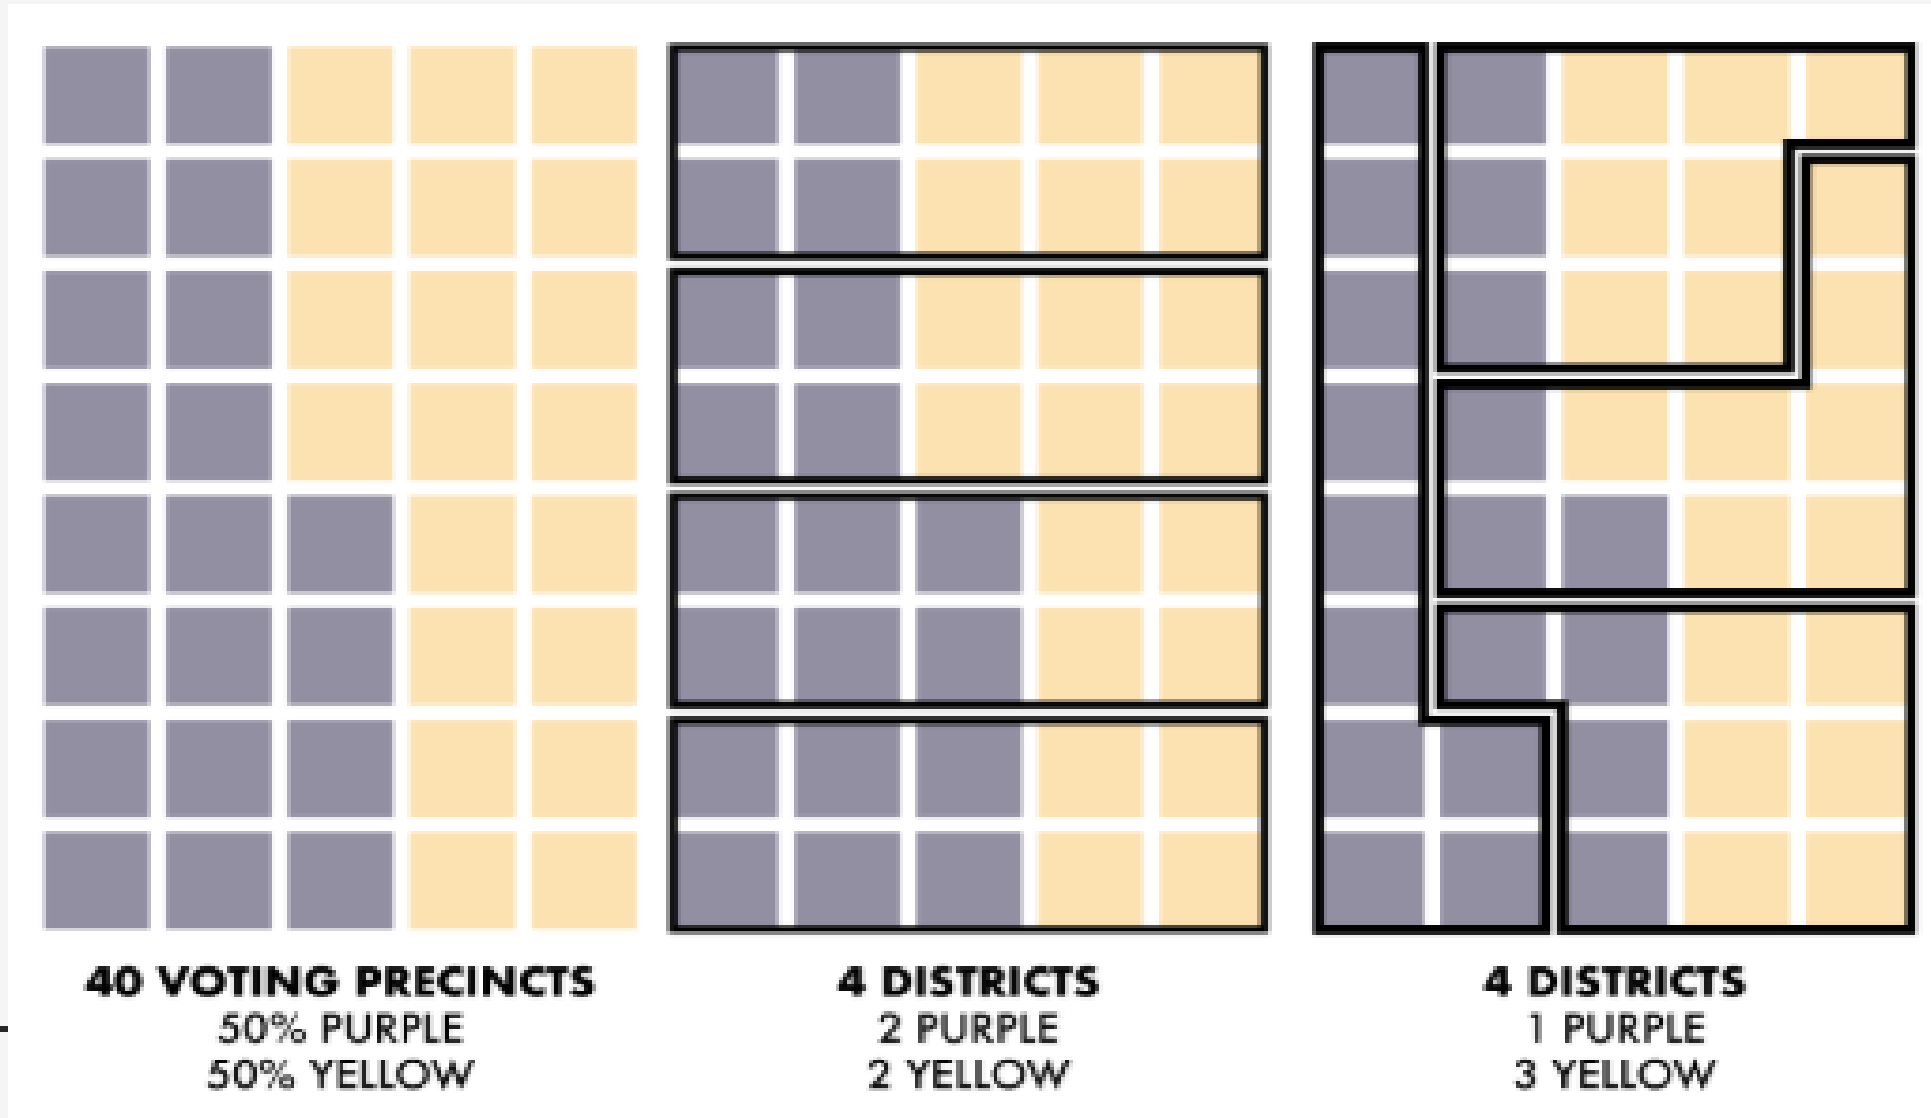 40 VOTING PRECINCTS
50% PURPLE
50% YELLOW
4 DISTRICTS
2 PURPLE
2 YELLOW
4 DISTRICTS
1 PURPLE
3 YELLOW